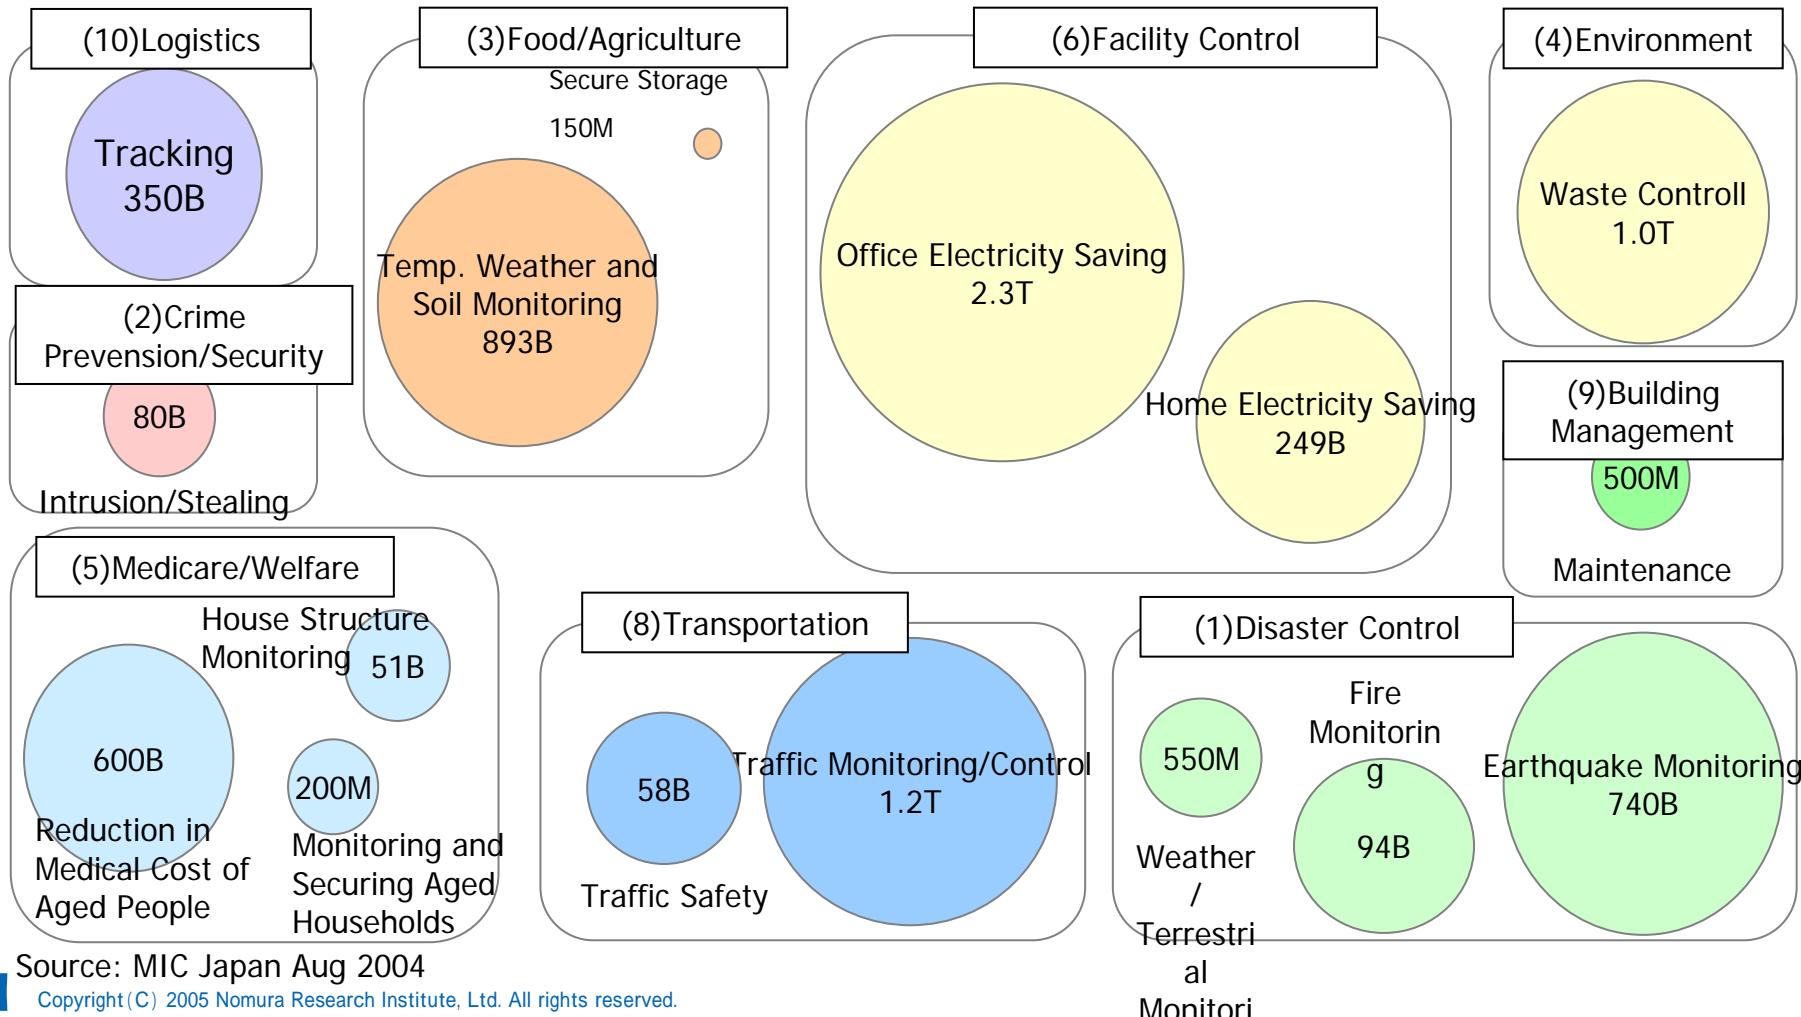 (10)Logistics
Tracking
350B
(3)Food/Agriculture
Secure Storage
150M
Temp. Weather and
Soil Monitoring
893B
(6)Facility Control
Office Electricity Saving
2.3T
Home Electricity Saving
249B
(4)Environment
Waste Controll
1.0T
(2)Crime
Prevension/Security
80B
Intrusion/Stealing
(9)Building
Management
500M
Maintenance
(5)Medicare/Welfare
House Structure
Monitoring
51B
600B
200M
Reduction in
Medical Cost of
Aged People
Monitoring and
Securing Aged
Households
(8)Transportation
58B
Traffic Safety
Traffic Monitoring/Control
1.2T
(1)Disaster Control
550M
Weather
/
Terrestri
al
Monitori
Fire
Monitorin
g
94B
Earthquake Monitoring
740B
Source: MIC Japan Aug 2004
Copyright(C) 2005 Nomura Research Institute, Ltd. All rights reserved.